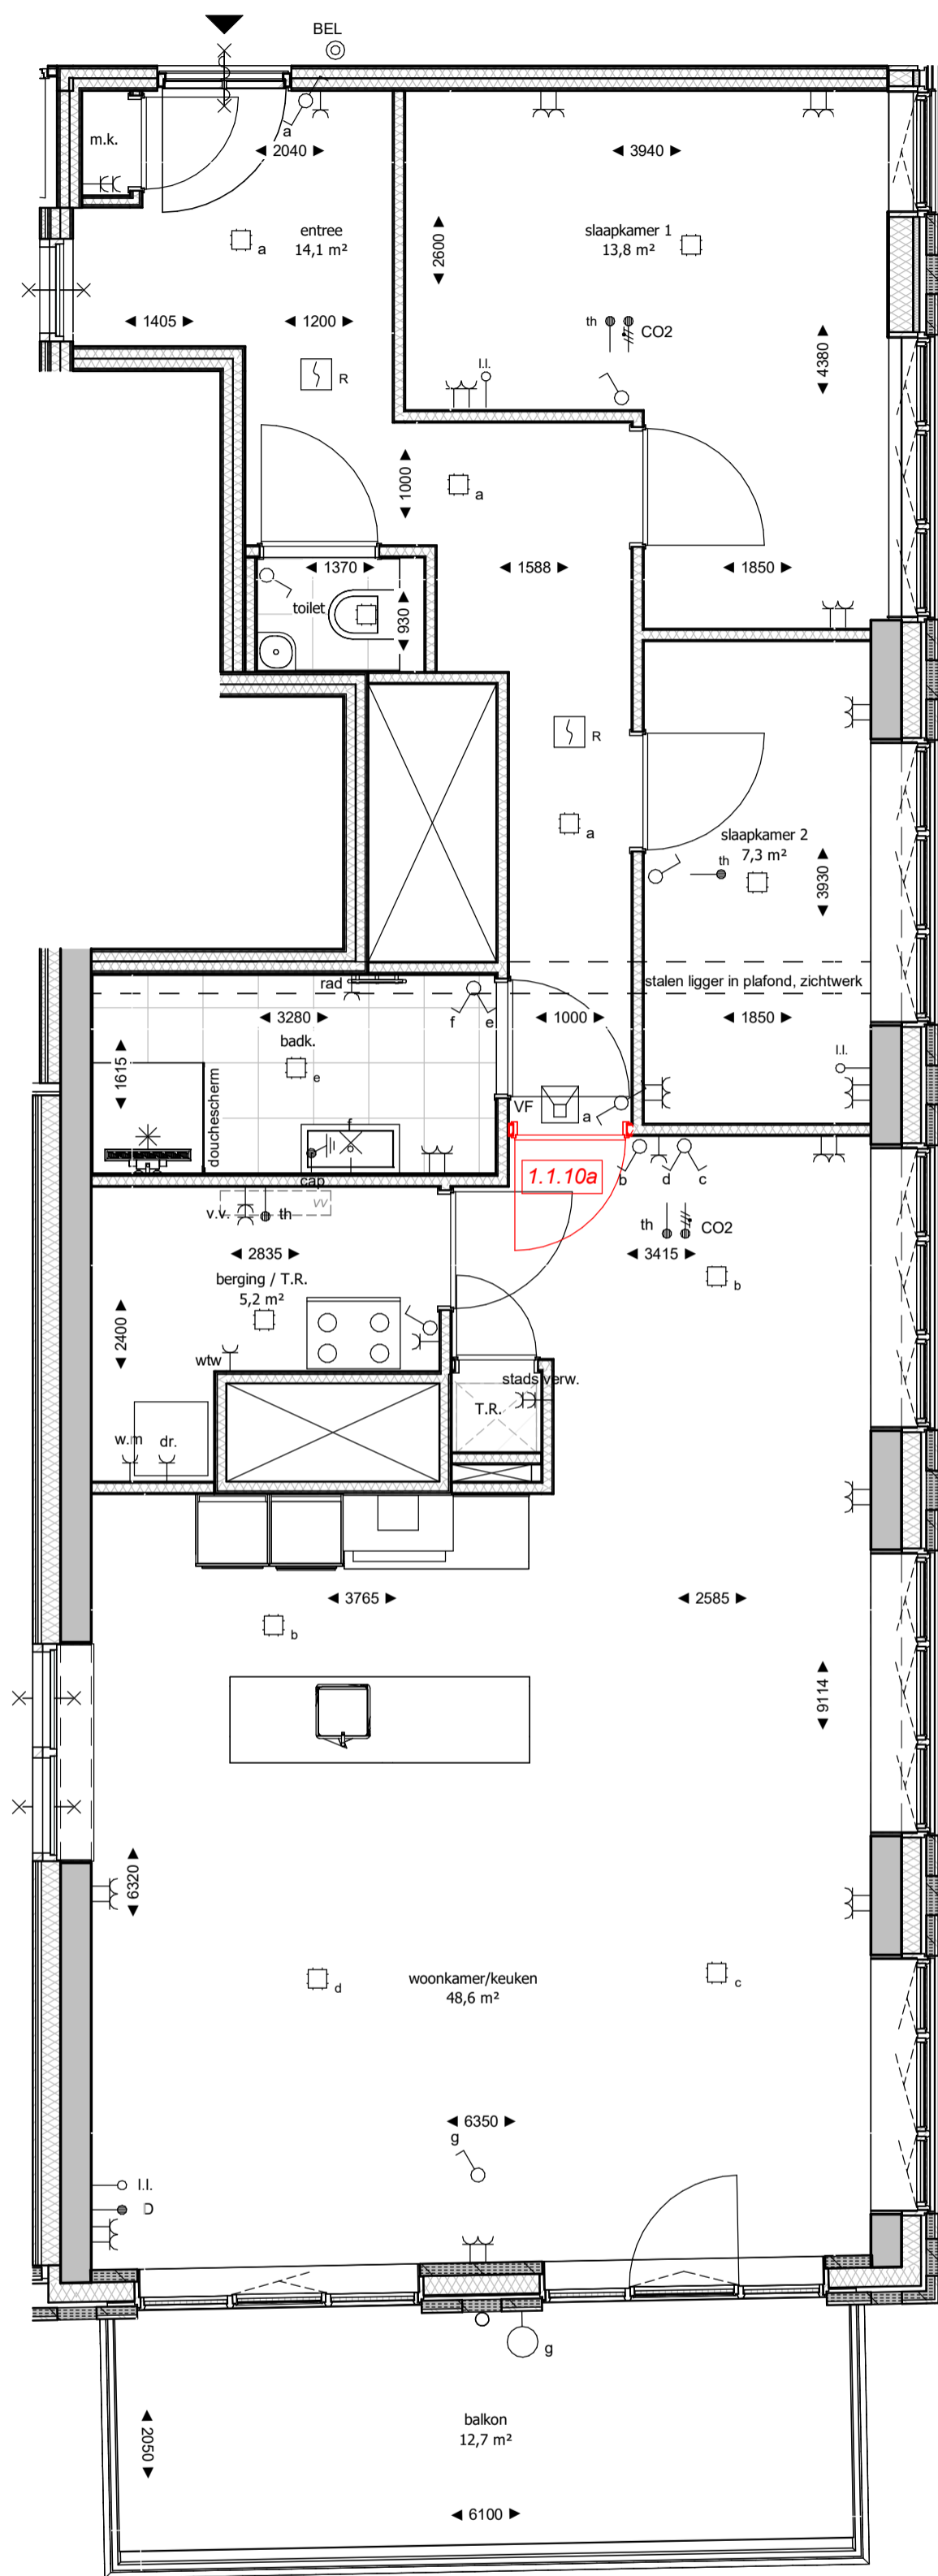 BEL
a
m.k.
◄ 2040 ►
◄ 3940 ►
entree
14,1 m²
a
◄ 2600 ►
slaapkamer 1
13,8 m²
◄ 1405 ►
◄ 1200 ►
th
CO2
◄ 4380 ►
R
l.l.
◄ 1000 ►
a
◄ 1370 ►
◄ 1588 ►
◄ 1850 ►
toilet
◄ 930 ►
R
a
slaapkamer 2
7,3 m²
th
◄ 3930 ►
rad
stalen ligger in plafond, zichtwerk
◄ 3280 ►
f
e
◄ 1000 ►
◄ 1850 ►
badk.
e
◄ 1615 ►
douchescherm
l.l.
VF
a
f
cap
1.1.10a
b
d
c
vv
v.v.
th
th
CO2
◄ 2835 ►
◄ 3415 ►
berging / T.R.
5,2 m²
b
◄ 2400 ►
wtw
stads verw.
T.R.
w.m
dr.
◄ 3765 ►
◄ 2585 ►
b
◄ 9114 ►
◄ 6320 ►
d
woonkamer/keuken
48,6 m²
c
◄ 6350 ►
g
l.l.
D
g
balkon
12,7 m²
◄ 2050 ►
◄ 6100 ►